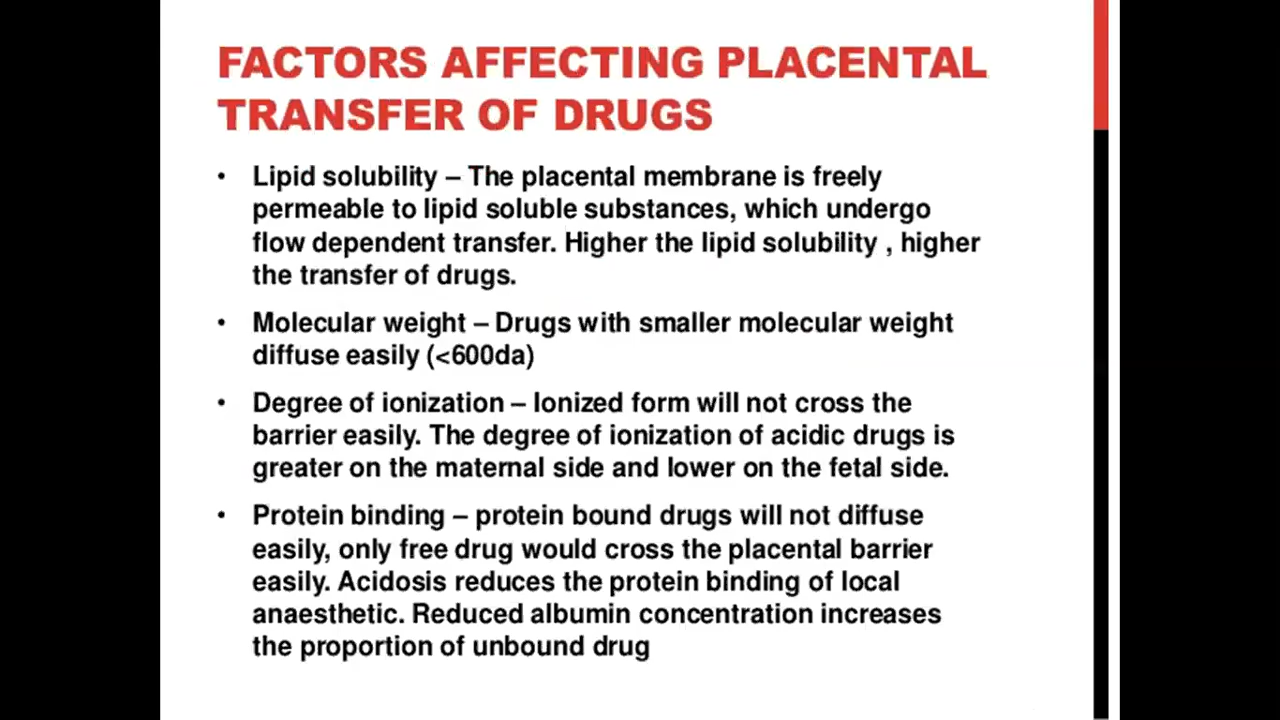 FACTORS AFFECTING PLACENTAL
TRANSFER OF DRUGS
• Lipid solubility – The placental membrane is freely
permeable to lipid soluble substances, which undergo
flow dependent transfer. Higher the lipid solubility , higher
the transfer of drugs.
• Molecular weight – Drugs with smaller molecular weight
diffuse easily (<600da)
• Degree of ionization – Ionized form will not cross the
barrier easily. The degree of ionization of acidic drugs is
greater on the maternal side and lower on the fetal side.
• Protein binding – protein bound drugs will not diffuse
easily, only free drug would cross the placental barrier
easily. Acidosis reduces the protein binding of local
anaesthetic. Reduced albumin concentration increases
the proportion of unbound drug